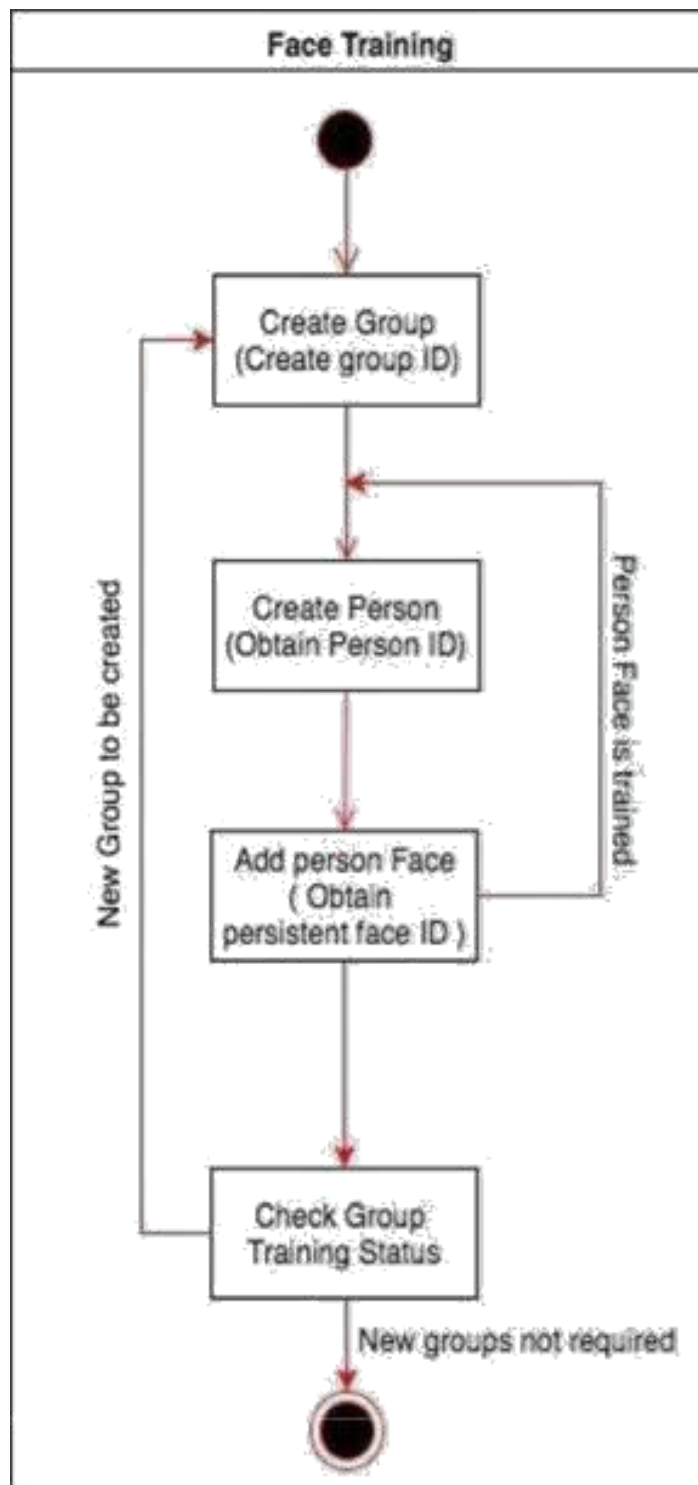 Face Training
Create Group
(Create group ID)
Create Person
(Obtain Person ID)
Person Face is trained
New Group to be created
Add person Face
( Obtain
persistent face ID )
Check Group
Training Status
New groups not required